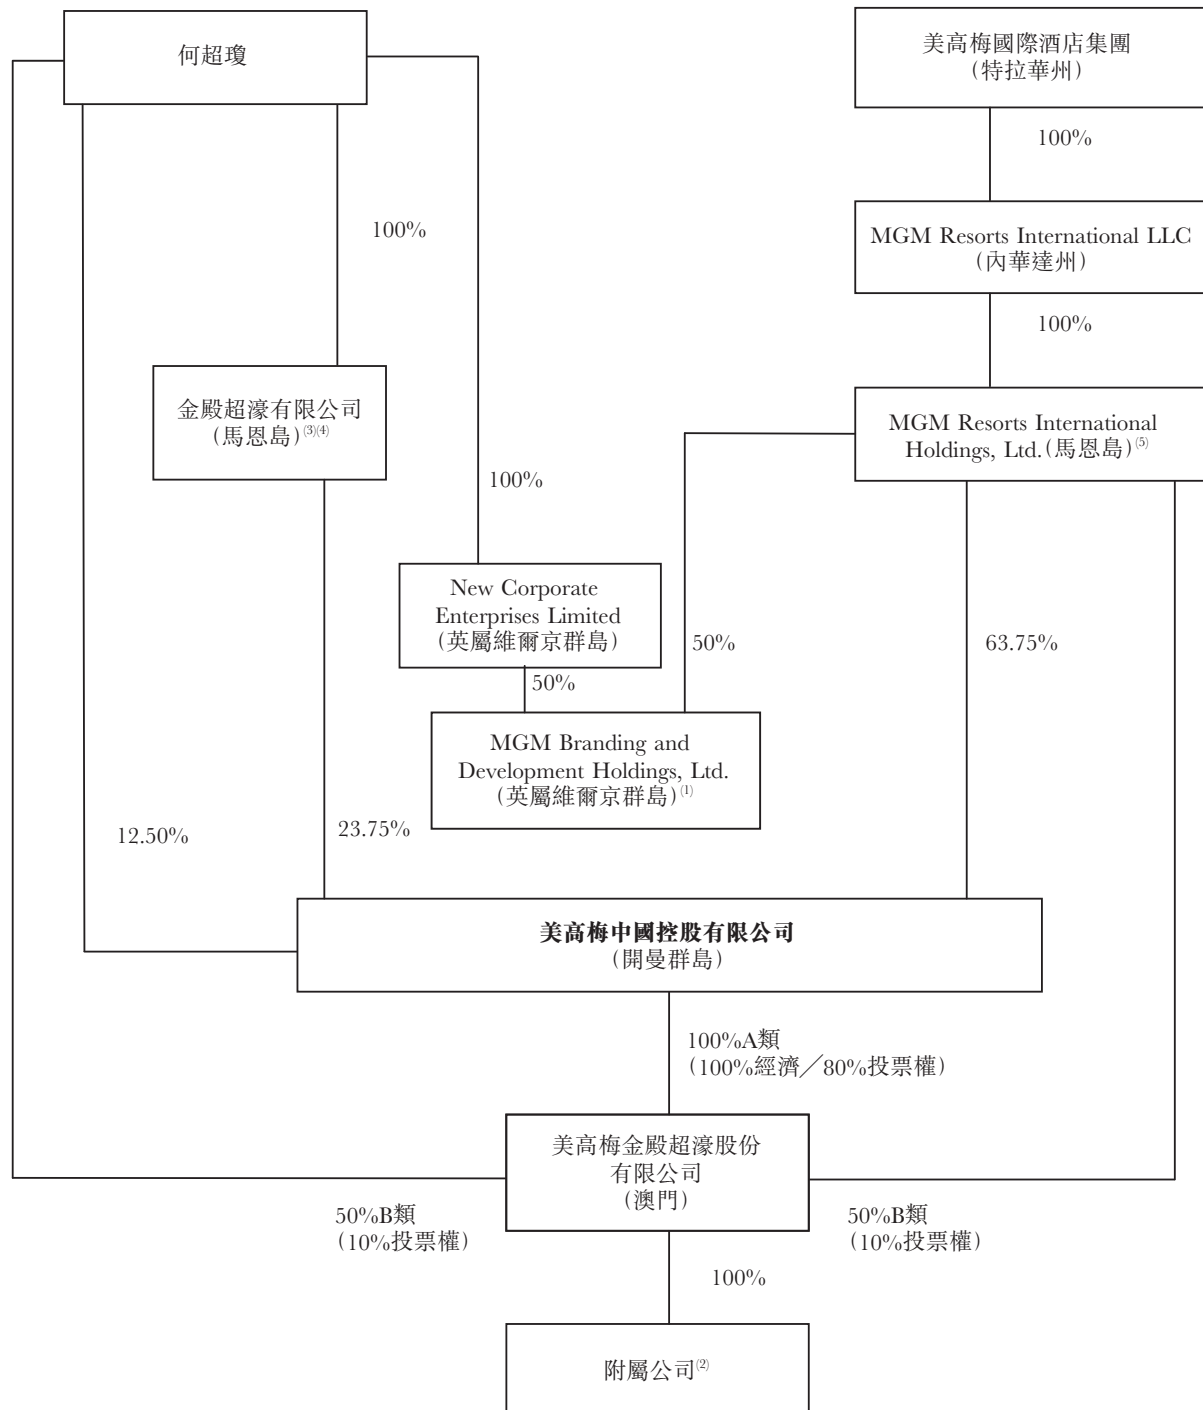 何超瓊
美高梅國際酒店集團
(特拉華州)
100%
MGM Resorts International LLC
(內華達州)
100%
100%
金殿超濠有限公司
(馬恩島)(3)(4)
MGM Resorts International
Holdings, Ltd.(馬恩島)(5)
100%
New Corporate
Enterprises Limited
(英屬維爾京群島)
50%
63.75%
50%
MGM Branding and
Development Holdings, Ltd.
(英屬維爾京群島)(1)
12.50%
23.75%
美高梅中國控股有限公司
(開曼群島)
100%A類
(100%經濟／80%投票權)
美高梅金殿超濠股份
有限公司
(澳門)
50%B類
(10%投票權)
50%B類
(10%投票權)
100%
附屬公司(2)